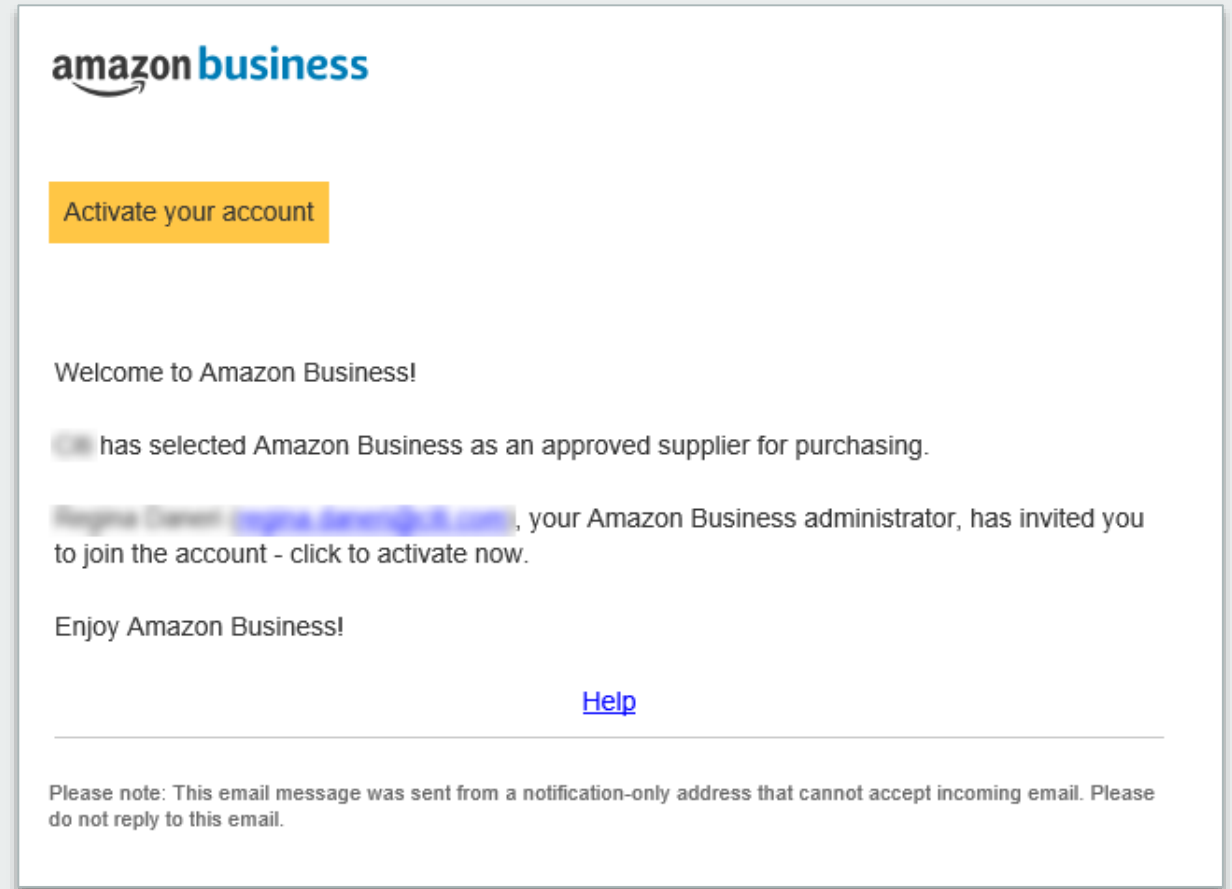 amazon business
Activate your account
Welcome to Amazon Business!
has selected Amazon Business as an approved supplier for purchasing.
, your Amazon Business administrator, has invited you
to join the account - click to activate now.
Enjoy Amazon Business!
Help
Please note: This email message was sent from a notification-only address that cannot accept incoming email. Please
do not reply to this email.